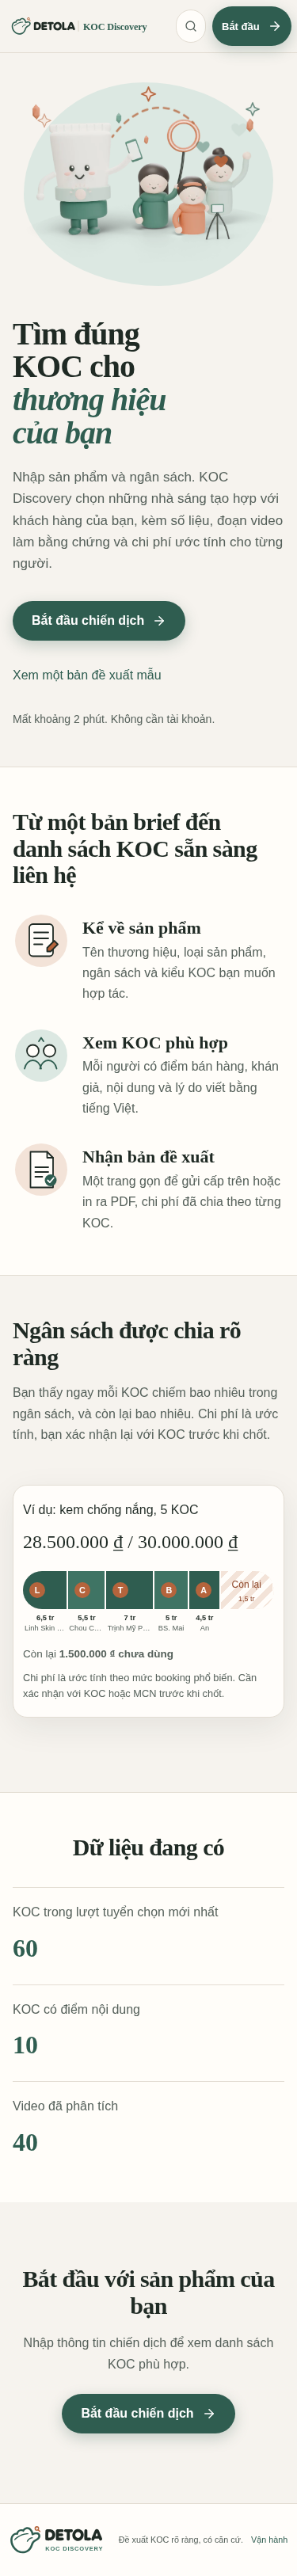 DETOLA KOC Discovery
Bắt đầu
Tìm đúng
KOC cho
thương hiệu
của bạn
Nhập sản phẩm và ngân sách. KOC
Discovery chọn những nhà sáng tạo hợp với
khách hàng của bạn, kèm số liệu, đoạn video
làm bằng chứng và chi phí ước tính cho từng
người.
Bắt đầu chiến dịch
Xem một bản đề xuất mẫu
Mất khoảng 2 phút. Không cần tài khoản.
Từ một bản brief đến
danh sách KOC sẵn sàng
liên hệ
Kể về sản phẩm
Tên thương hiệu, loại sản phẩm,
ngân sách và kiểu KOC bạn muốn
hợp tác.
Xem KOC phù hợp
Mỗi người có điểm bán hàng, khán
giả, nội dung và lý do viết bằng
tiếng Việt.
Nhận bản đề xuất
Một trang gọn để gửi cấp trên hoặc
in ra PDF, chi phí đã chia theo từng
KOC.
Ngân sách được chia rõ
ràng
Bạn thấy ngay mỗi KOC chiếm bao nhiêu trong
ngân sách, và còn lại bao nhiêu. Chi phí là ước
tính, bạn xác nhận lại với KOC trước khi chốt.
Ví dụ: kem chống nắng, 5 KOC
28.500.000 ₫ / 30.000.000 ₫
L C T B A Còn lại
1,5 tr
6,5 tr 5,5 tr 7 tr 5 tr 4,5 tr
Linh Skin ... Chou C... Trịnh Mỹ P... BS. Mai An
Còn lại 1.500.000 ₫ chưa dùng
Chi phí là ước tính theo mức booking phổ biến. Cần
xác nhận với KOC hoặc MCN trước khi chốt.
Dữ liệu đang có
KOC trong lượt tuyển chọn mới nhất
60
KOC có điểm nội dung
10
Video đã phân tích
40
Bắt đầu với sản phẩm của
bạn
Nhập thông tin chiến dịch để xem danh sách
KOC phù hợp.
Bắt đầu chiến dịch
DETOLA
KOC DISCOVERY
Đề xuất KOC rõ ràng, có căn cứ. Vận hành